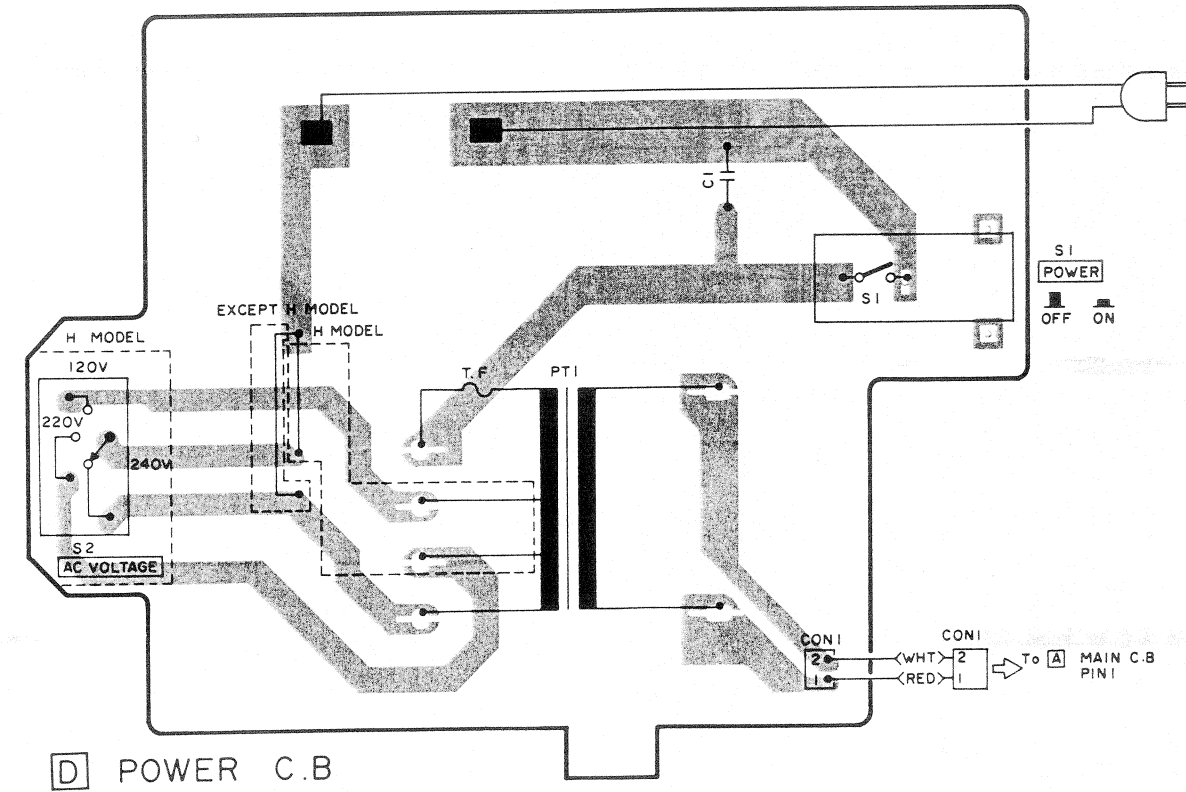 C1
S1
POWER
OFF ON
S1
EXCEPT H MODEL
H MODEL
H MODEL
120V
220V
240V
S2
AC VOLTAGE
T.F
PT1
CON1
2
1
<WHT>
<RED>
CON1
2
1
To A MAIN C.B
PIN1
D POWER C.B